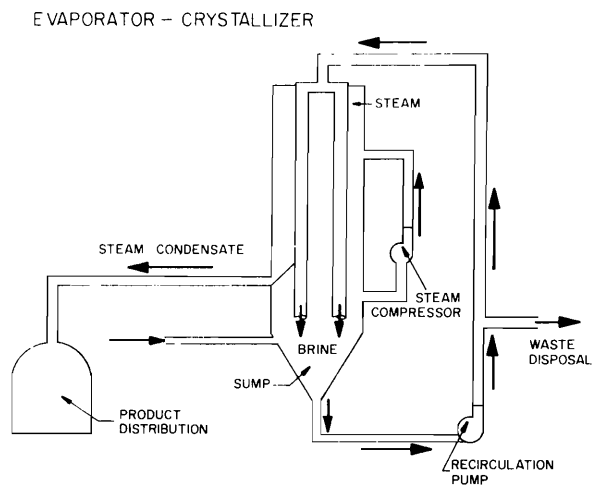 EVAPORATOR - CRYSTALLIZER
STEAM
STEAM CONDENSATE
STEAM
COMPRESSOR
BRINE
WASTE
DISPOSAL
SUMP
PRODUCT
DISTRIBUTION
RECIRCULATION
PUMP